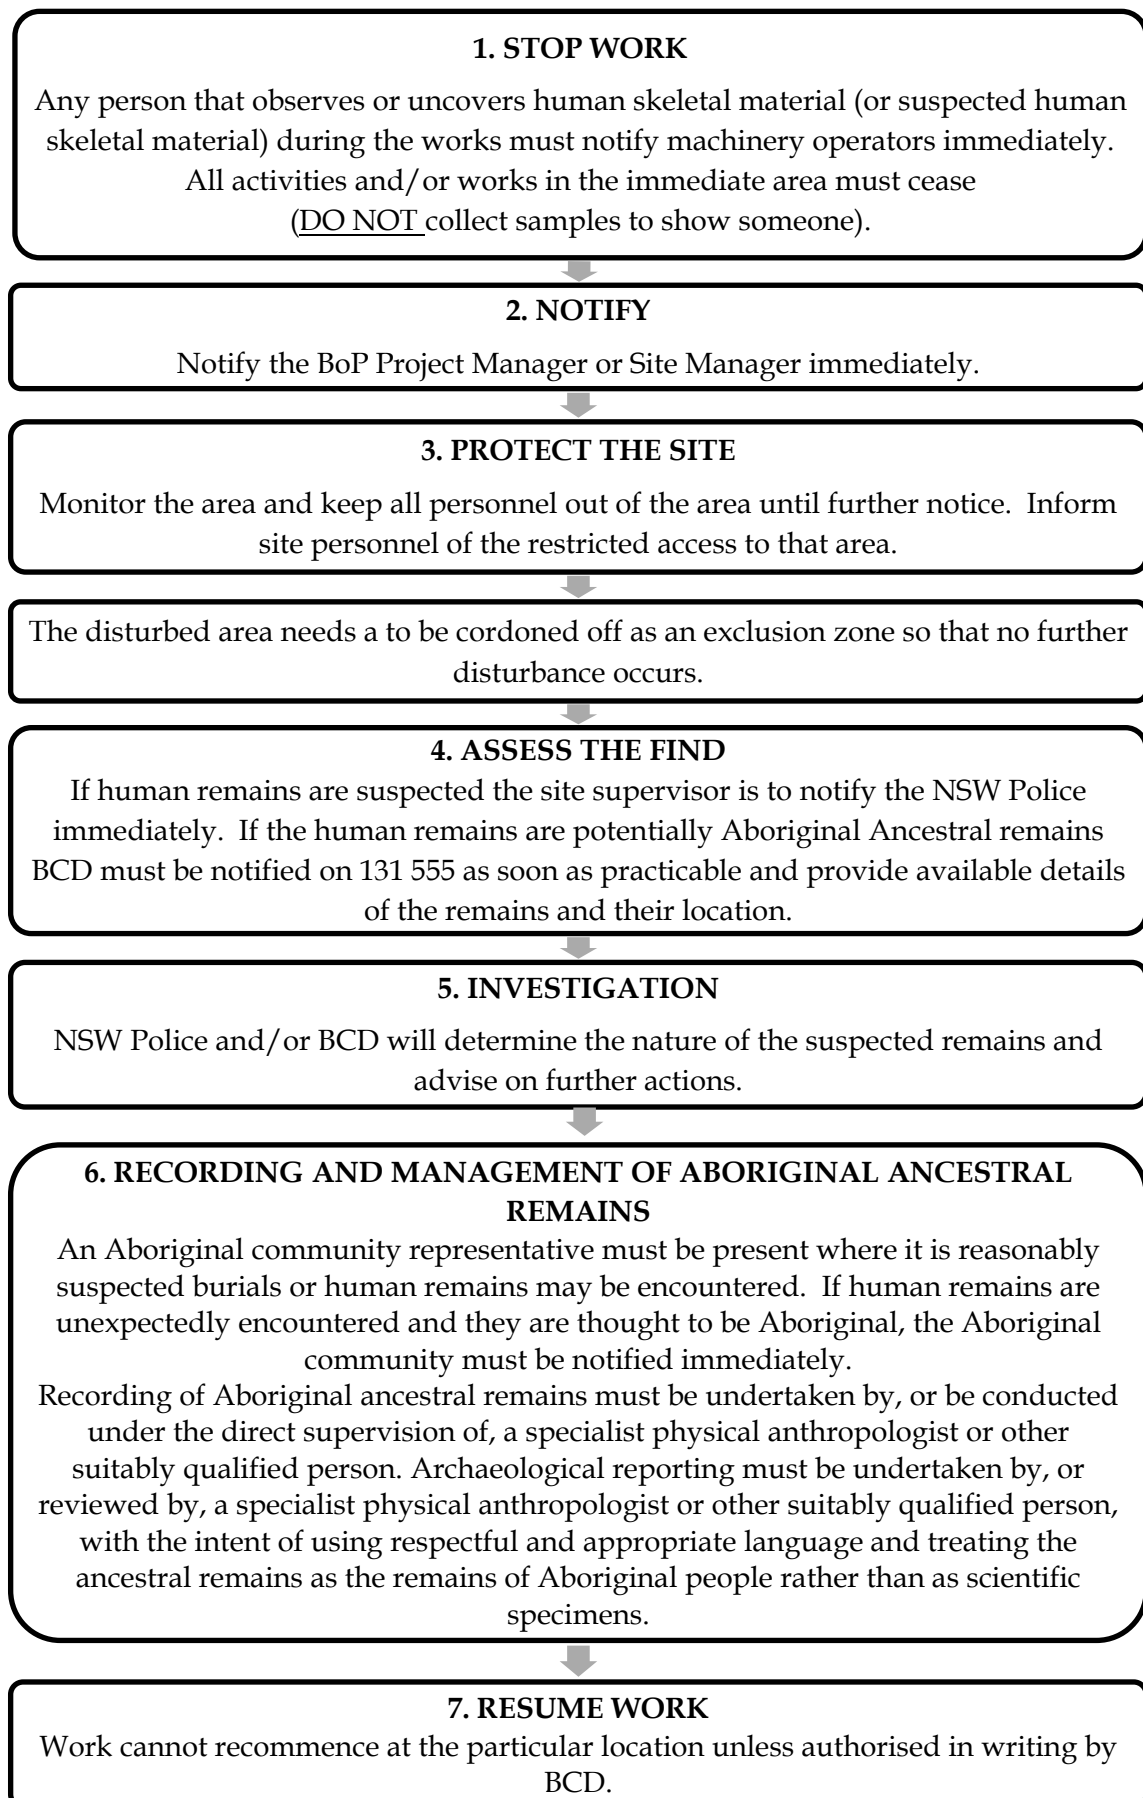 1. STOP WORK
Any person that observes or uncovers human skeletal material (or suspected human
skeletal material) during the works must notify machinery operators immediately.
All activities and/or works in the immediate area must cease
(DO NOT collect samples to show someone).
2. NOTIFY
Notify the BoP Project Manager or Site Manager immediately.
3. PROTECT THE SITE
Monitor the area and keep all personnel out of the area until further notice. Inform
site personnel of the restricted access to that area.
The disturbed area needs a to be cordoned off as an exclusion zone so that no further
disturbance occurs.
4. ASSESS THE FIND
If human remains are suspected the site supervisor is to notify the NSW Police
immediately. If the human remains are potentially Aboriginal Ancestral remains
BCD must be notified on 131 555 as soon as practicable and provide available details
of the remains and their location.
5. INVESTIGATION
NSW Police and/or BCD will determine the nature of the suspected remains and
advise on further actions.
6. RECORDING AND MANAGEMENT OF ABORIGINAL ANCESTRAL
REMAINS
An Aboriginal community representative must be present where it is reasonably
suspected burials or human remains may be encountered. If human remains are
unexpectedly encountered and they are thought to be Aboriginal, the Aboriginal
community must be notified immediately.
Recording of Aboriginal ancestral remains must be undertaken by, or be conducted
under the direct supervision of, a specialist physical anthropologist or other
suitably qualified person. Archaeological reporting must be undertaken by, or
reviewed by, a specialist physical anthropologist or other suitably qualified person,
with the intent of using respectful and appropriate language and treating the
ancestral remains as the remains of Aboriginal people rather than as scientific
specimens.
7. RESUME WORK
Work cannot recommence at the particular location unless authorised in writing by
BCD.